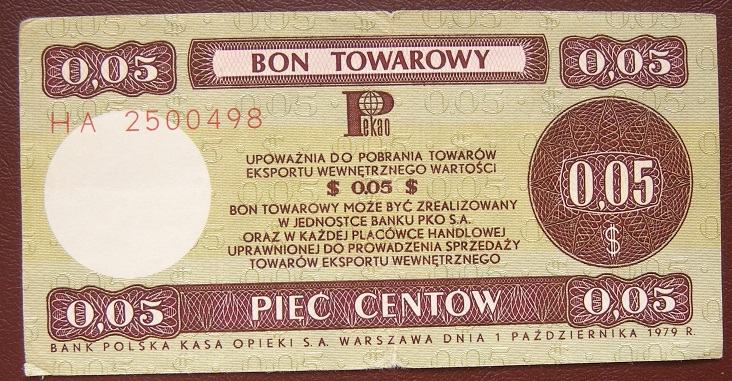 0,05 BON TOWAROWY 0,05
HA 2500498
Pekao
UPOWAŻNIA DO POBRANIA TOWARÓW
EKSPORTU WEWNĘTRZNEGO WARTOŚCI
$ 0,05 $
BON TOWAROWY MOŻE BYĆ ZREALIZOWANY
W JEDNOSTCE BANKU PKO S.A.
ORAZ W KAŻDEJ PLACÓWCE HANDLOWEJ
UPRAWNIONEJ DO PROWADZENIA SPRZEDAŻY
TOWARÓW EKSPORTU WEWNĘTRZNEGO
0,05
$
0,05 PIĘC CENTÓW 0,05
BANK POLSKA KASA OPIEKI S.A. WARSZAWA DNIA 1 PAŹDZIERNIKA 1979 R.